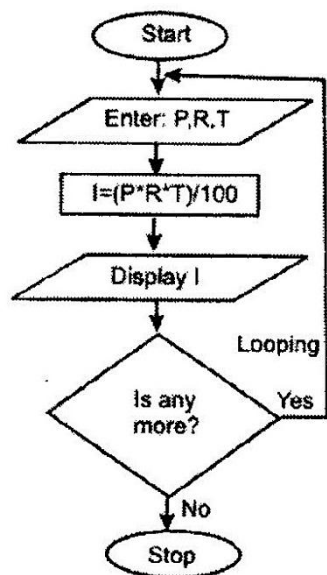 Start
Enter: P,R,T
I=(P*R*T)/100
Display I
Looping
Is any
more?
Yes
No
Stop